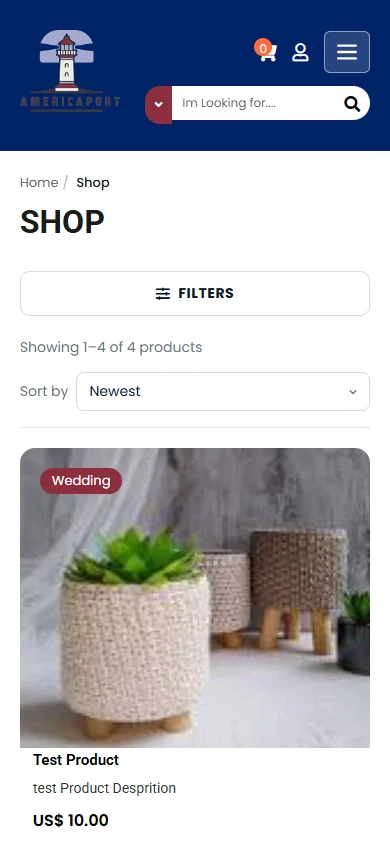 0
AMERICAPORT
Im Looking for....
Home / Shop
SHOP
FILTERS
Showing 1–4 of 4 products
Sort by Newest
Wedding
Test Product
test Product Desprition
US$ 10.00